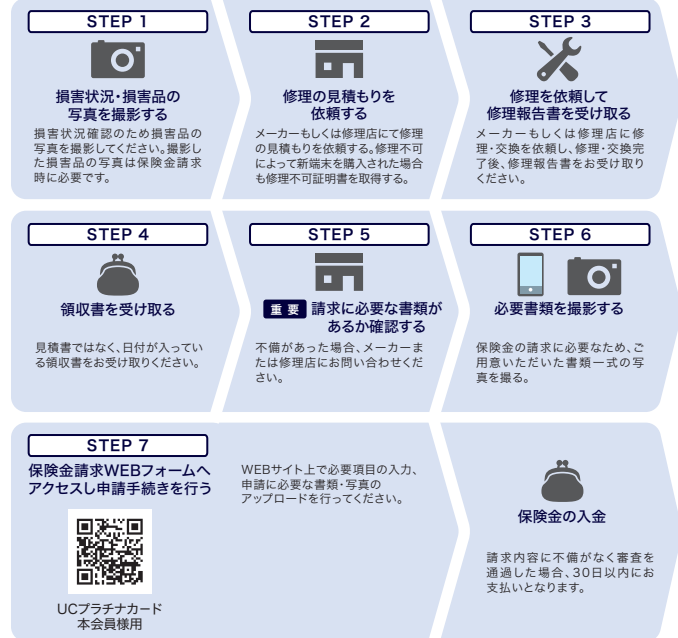 STEP 1
損害状況・損害品の
写真を撮影する
損害状況確認のため損害品の
写真を撮影してください。撮影し
た損害品の写真は保険金請求
時に必要です。
STEP 2
修理の見積もりを
依頼する
メーカーもしくは修理店にて修理
の見積もりを依頼する。修理不可
によって新端末を購入された場合
も修理不可証明書を取得する。
STEP 3
修理を依頼して
修理報告書を受け取る
メーカーもしくは修理店に修
理・交換を依頼し、修理・交換完
了後、修理報告書をお受け取り
ください。
STEP 4
領収書を受け取る
見積書ではなく、日付が入ってい
る領収書をお受け取りください。
STEP 5
重要 請求に必要な書類が
あるか確認する
不備があった場合、メーカーま
たは修理店にお問い合わせくだ
さい。
STEP 6
必要書類を撮影する
保険金の請求に必要なため、ご
用意いただいた書類一式の写
真を撮る。
STEP 7
保険金請求WEBフォームへ
アクセスし申請手続きを行う
UCプラチナカード
本会員様用
WEBサイト上で必要項目の入力、
申請に必要な書類・写真の
アップロードを行ってください。
保険金の入金
請求内容に不備がなく審査を
通過した場合、30日以内にお
支払いとなります。